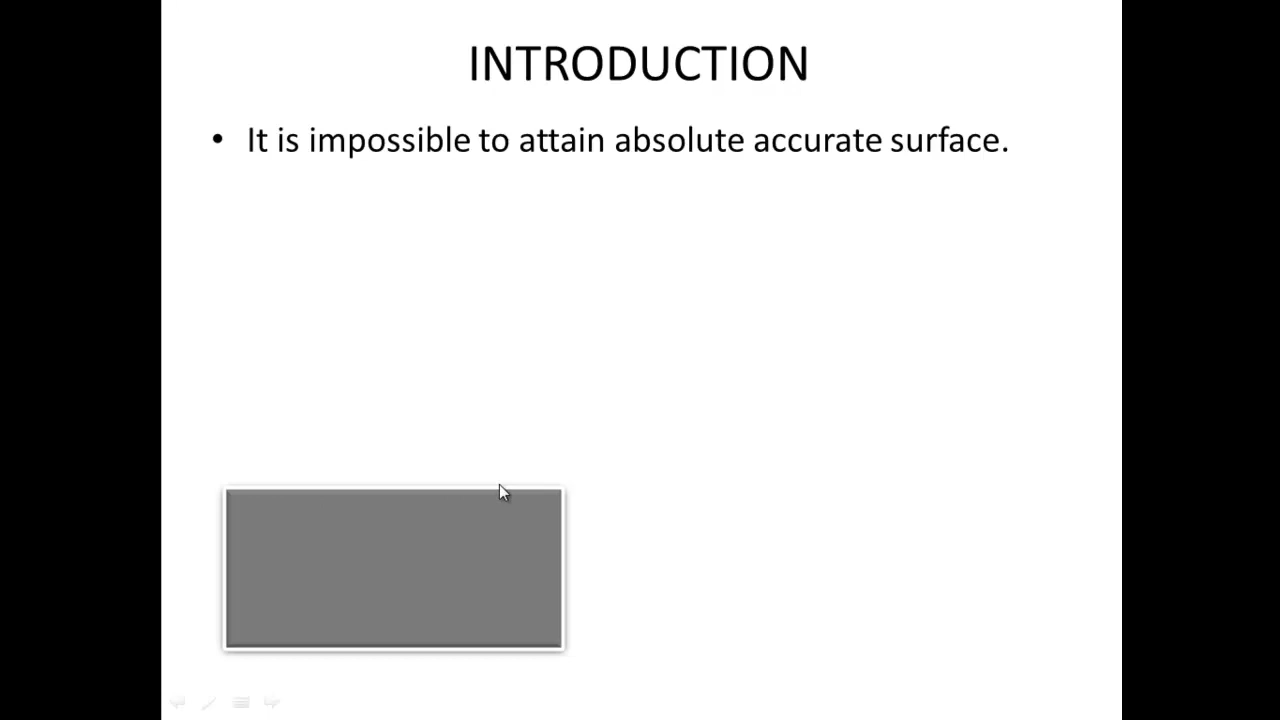 INTRODUCTION
• It is impossible to attain absolute accurate surface.